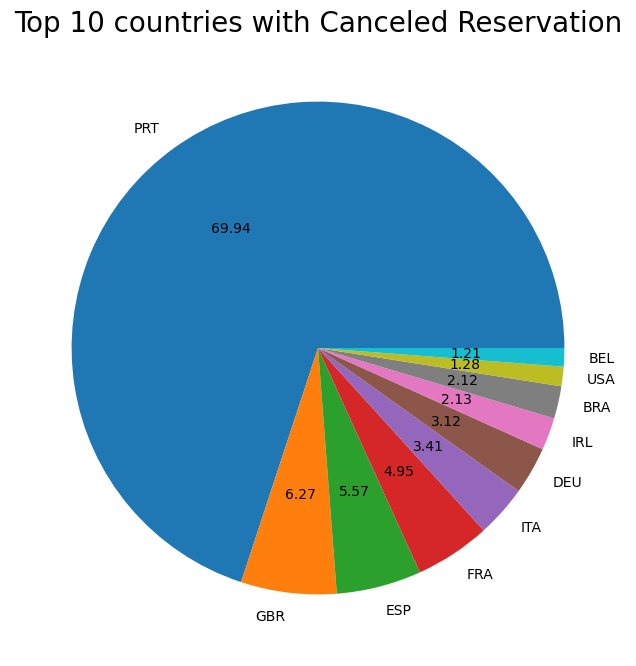 Top 10 countries with Canceled Reservation
PRT
69.94
1.21
BEL
1.28
USA
2.12
BRA
2.13
IRL
3.12
DEU
3.41
ITA
4.95
FRA
5.57
ESP
6.27
GBR